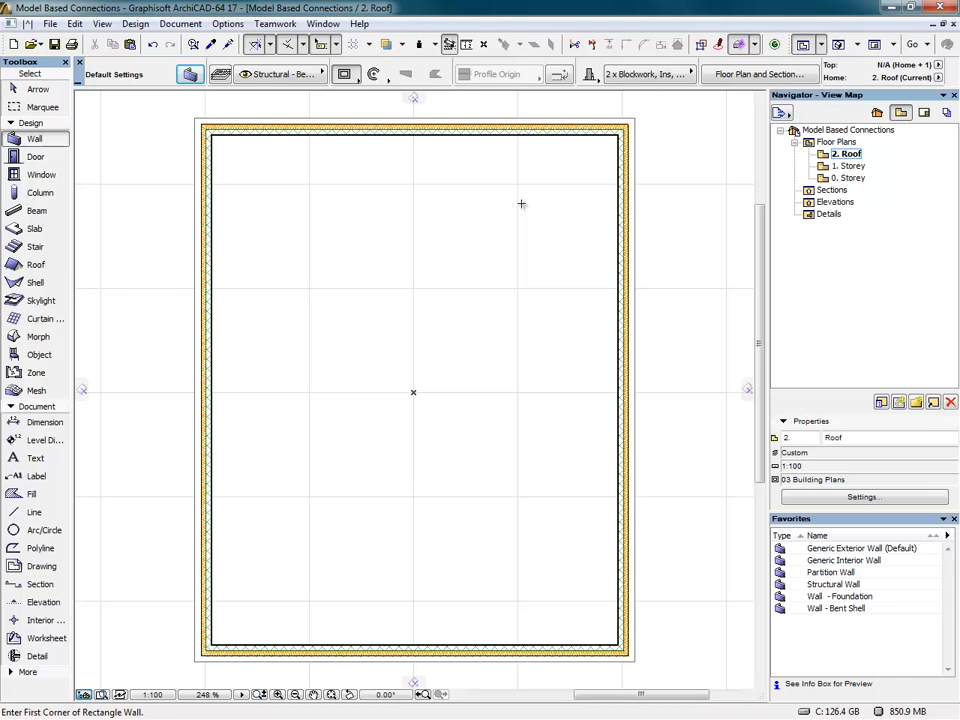 Model Based Connections - Graphisoft ArchiCAD-64 17 - [Model Based Connections / 2. Roof]
File Edit View Design Document Options Teamwork Window Help
Go
Toolbox
Select
Arrow
Marquee
Design
Wall
Door
Window
Column
Beam
Slab
Stair
Roof
Shell
Skylight
Curtain ...
Morph
Object
Zone
Mesh
Document
Dimension
Level Di...
Text
A1 Label
Fill
Line
Arc/Circle
Polyline
Drawing
Section
Elevation
Interior ...
Worksheet
Detail
More
Default Settings
Structural - Be...
Profile Origin
2 x Blockwork, Ins, ...
Floor Plan and Section...
Top: N/A (Home + 1)
Home: 2. Roof (Current)
Navigator - View Map
Model Based Connections
Floor Plans
2. Roof
1. Storey
0. Storey
Sections
Elevations
Details
Properties
2. Roof
Custom
1:100
03 Building Plans
Settings...
Favorites
Type Name
Generic Exterior Wall (Default)
Generic Interior Wall
Partition Wall
Structural Wall
Wall - Foundation
Wall - Bent Shell
See Info Box for Preview
1:100 248 % 0.00°
Enter First Corner of Rectangle Wall.
C: 126.4 GB 850.9 MB